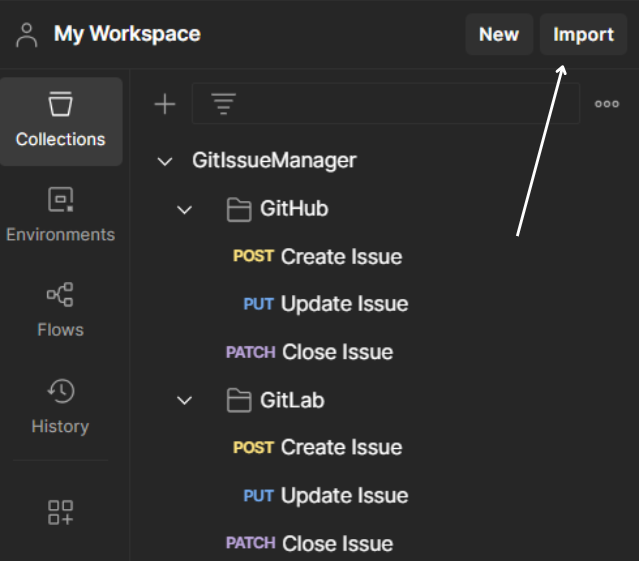 My Workspace New Import
Collections
GitIssueManager
GitHub
Environments
POST Create Issue
PUT Update Issue
Flows
PATCH Close Issue
GitLab
History
POST Create Issue
PUT Update Issue
PATCH Close Issue